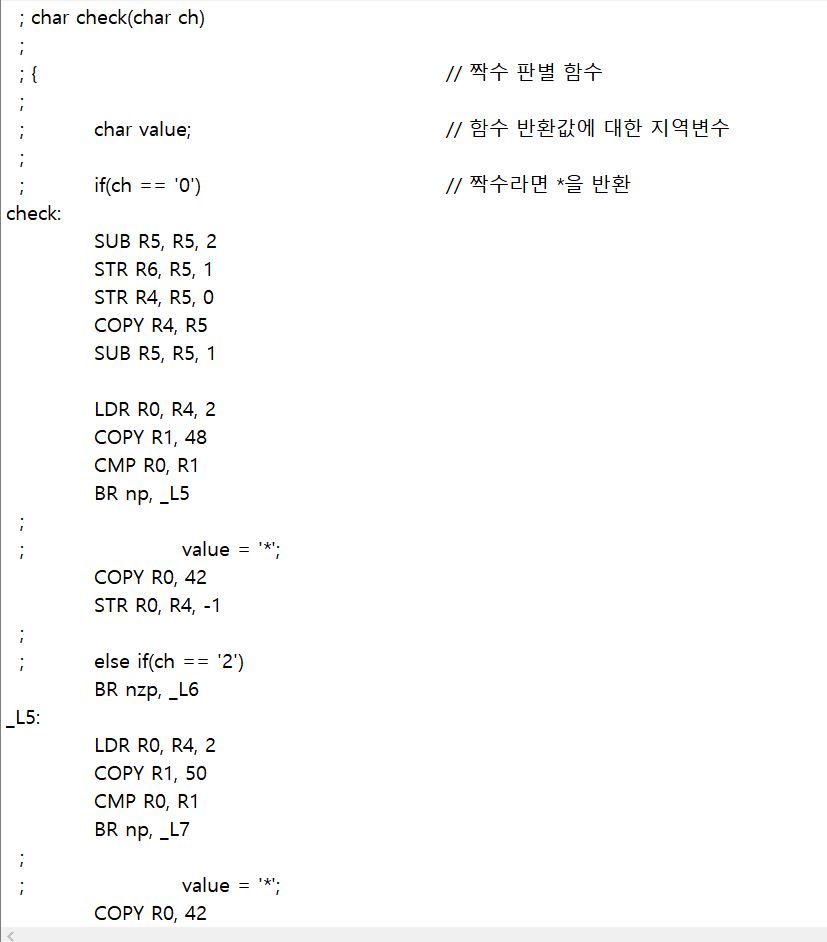 ; char check(char ch)
;
; { // 짝수 판별 함수
;
; char value; // 함수 반환값에 대한 지역변수
;
; if(ch == '0') // 짝수라면 *을 반환
check:
SUB R5, R5, 2
STR R6, R5, 1
STR R4, R5, 0
COPY R4, R5
SUB R5, R5, 1
LDR R0, R4, 2
COPY R1, 48
CMP R0, R1
BR np, _L5
;
; value = '*';
COPY R0, 42
STR R0, R4, -1
;
; else if(ch == '2')
BR nzp, _L6
_L5:
LDR R0, R4, 2
COPY R1, 50
CMP R0, R1
BR np, _L7
;
; value = '*';
COPY R0, 42